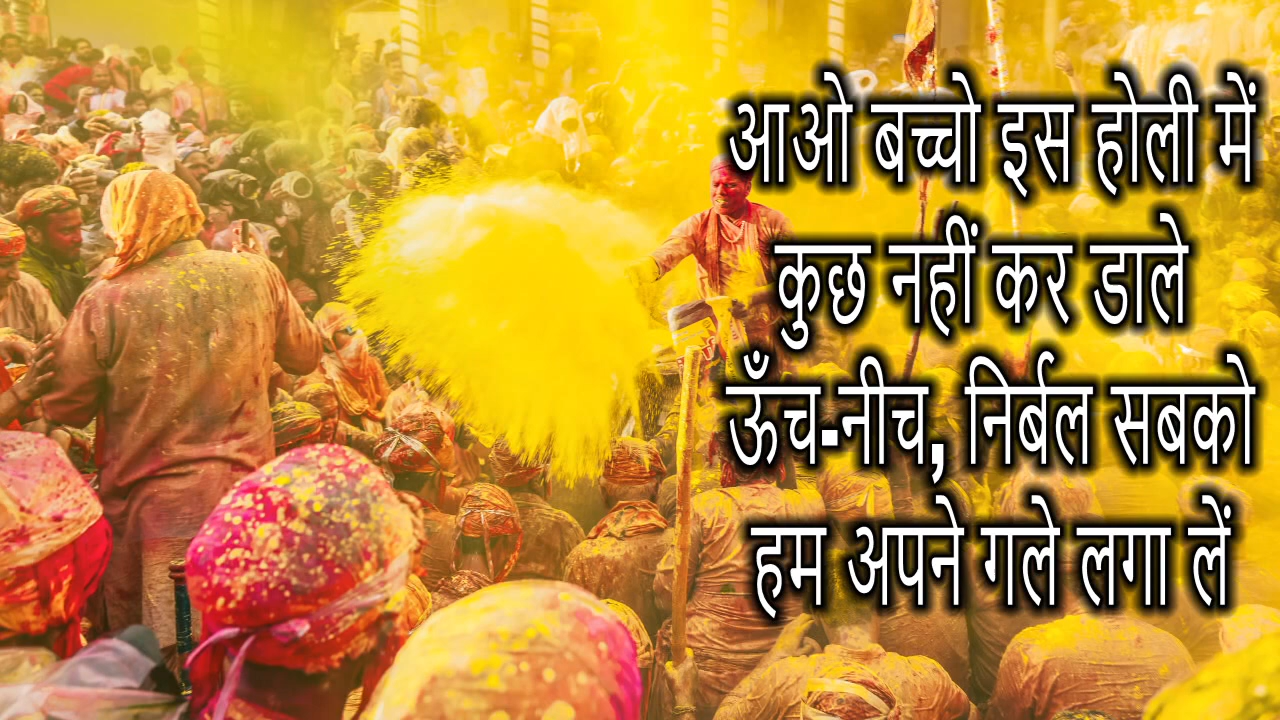 आओ बच्चो इस होली में
कुछ नहीं कर डाले
ऊँच-नीच, निर्बल सबको
हम अपने गले लगा लें